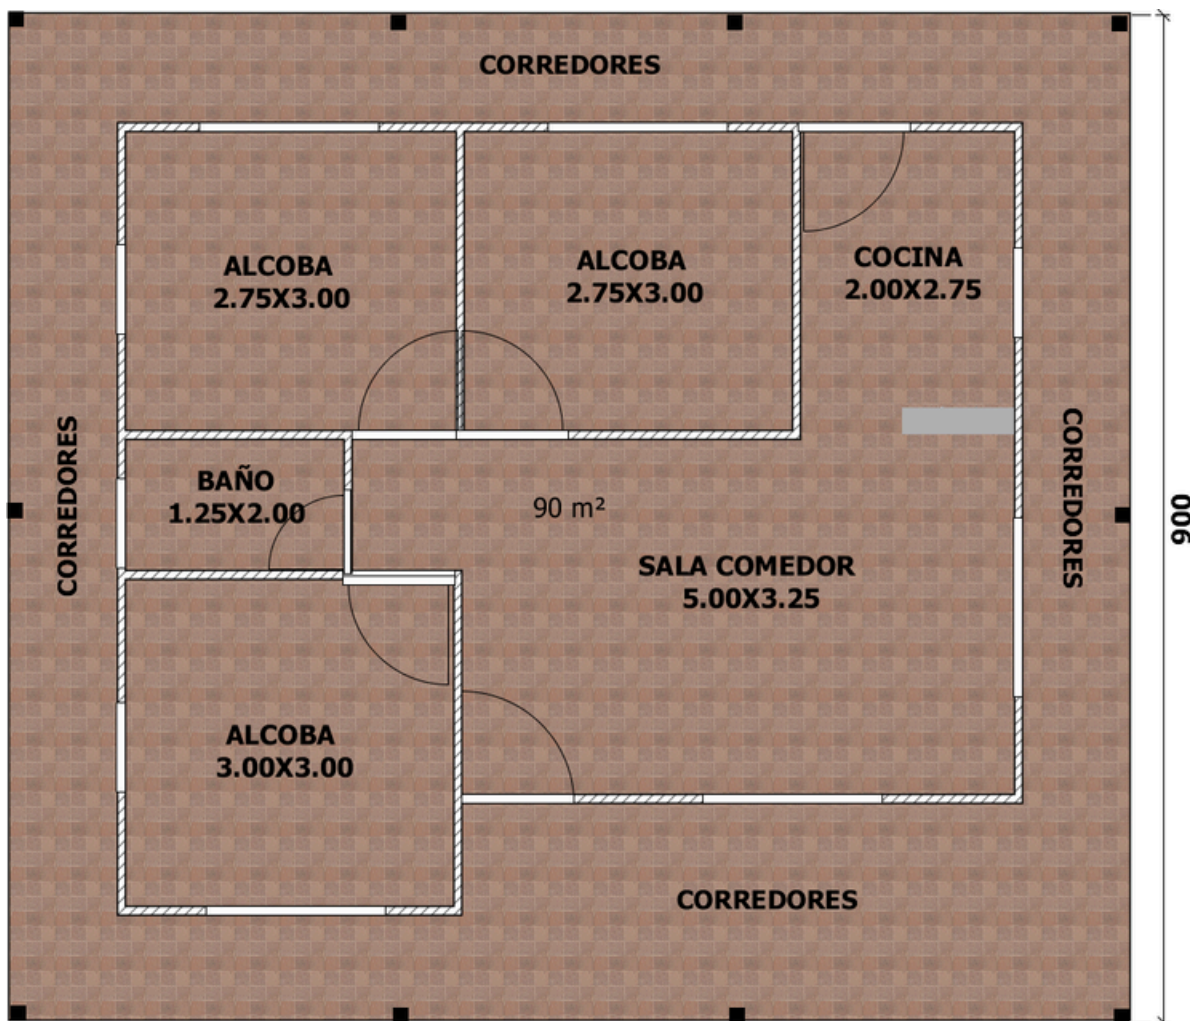 CORREDORES
ALCOBA
2.75X3.00
ALCOBA
2.75X3.00
COCINA
2.00X2.75
CORREDORES
BAÑO
1.25X2.00
90 m²
SALA COMEDOR
5.00X3.25
CORREDORES
900
ALCOBA
3.00X3.00
CORREDORES